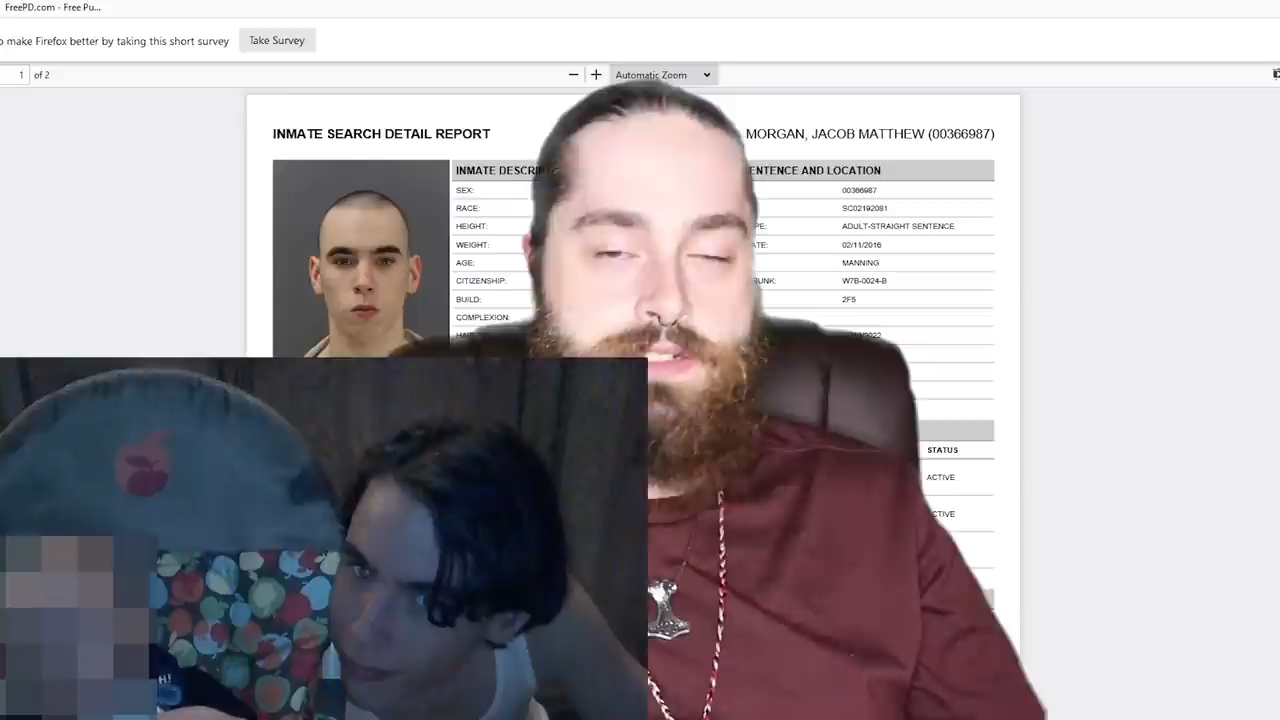 FreePD.com - Free Pu...
o make Firefox better by taking this short survey
Take Survey
1 of 2
Automatic Zoom
INMATE SEARCH DETAIL REPORT
MORGAN, JACOB MATTHEW (00366987)
INMATE DESCRIP
ENTENCE AND LOCATION
SEX:
00366987
RACE:
SC02192081
HEIGHT:
PE:
ADULT-STRAIGHT SENTENCE
WEIGHT:
ATE:
02/11/2016
AGE:
MANNING
CITIZENSHIP:
BUNK:
W7B-0024-B
BUILD:
2F5
COMPLEXION:
STATUS
ACTIVE
CTIVE
H!